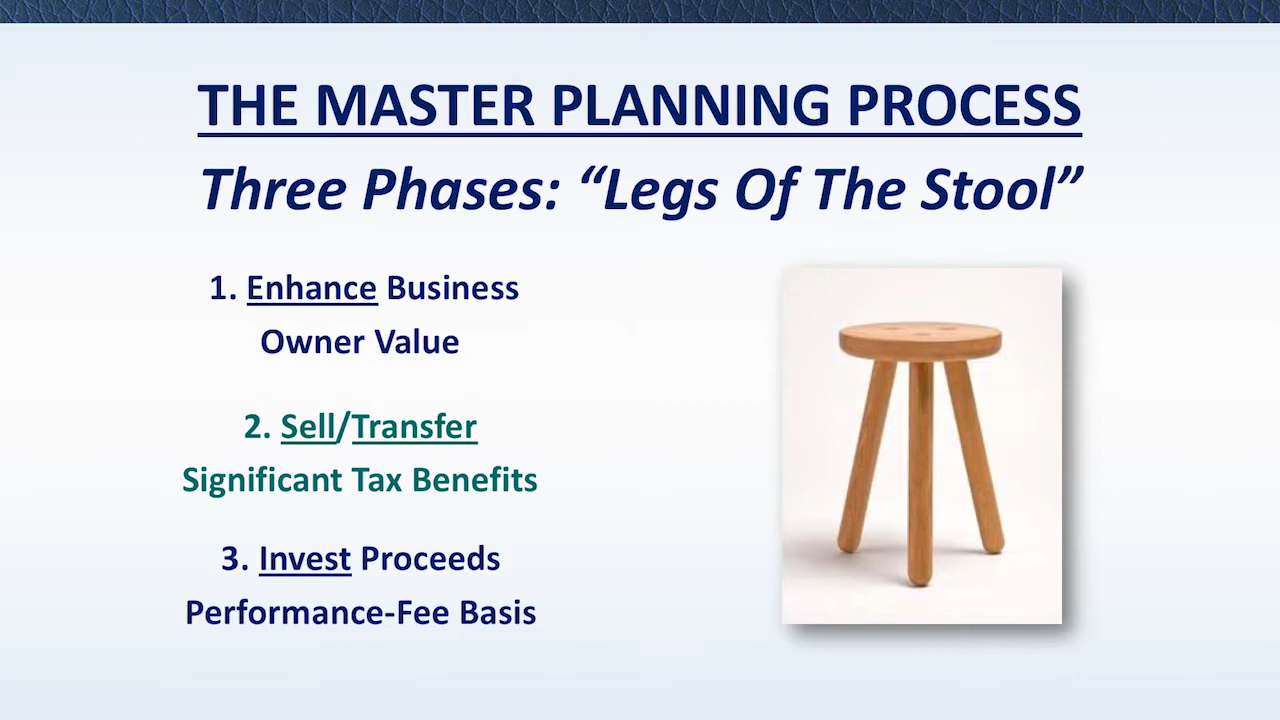 THE MASTER PLANNING PROCESS
Three Phases: “Legs Of The Stool”
1. Enhance Business
Owner Value
2. Sell/Transfer
Significant Tax Benefits
3. Invest Proceeds
Performance-Fee Basis